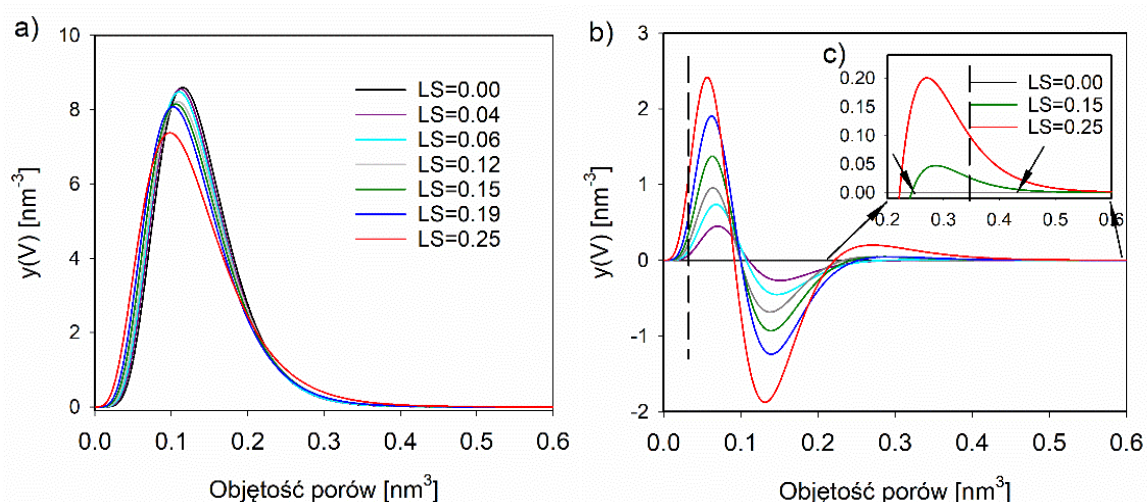 a)
10
8
6
4
2
0
y(V) [nm⁻³]
LS=0.00
LS=0.04
LS=0.06
LS=0.12
LS=0.15
LS=0.19
LS=0.25
0.0 0.1 0.2 0.3 0.4 0.5 0.6
Objętość porów [nm³]
b)
3
2
1
0
-1
-2
y(V) [nm⁻³]
c)
0.20
0.15
0.10
0.05
0.00
LS=0.00
LS=0.15
LS=0.25
0.2 0.3 0.4 0.5 0.6
0.0 0.1 0.2 0.3 0.4 0.5 0.6
Objętość porów [nm³]